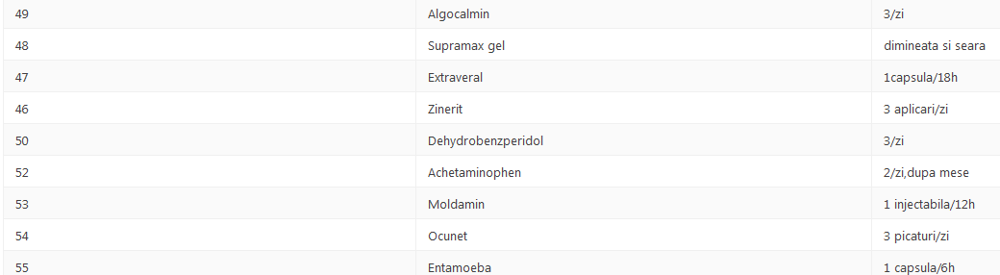 49 Algocalmin 3/zi
48 Supramax gel dimineata si seara
47 Extraveral 1capsula/18h
46 Zinerit 3 aplicari/zi
50 Dehydrobenzperidol 3/zi
52 Achetaminophen 2/zi,dupa mese
53 Moldamin 1 injectabila/12h
54 Ocunet 3 picaturi/zi
55 Entamoeba 1 capsula/6h